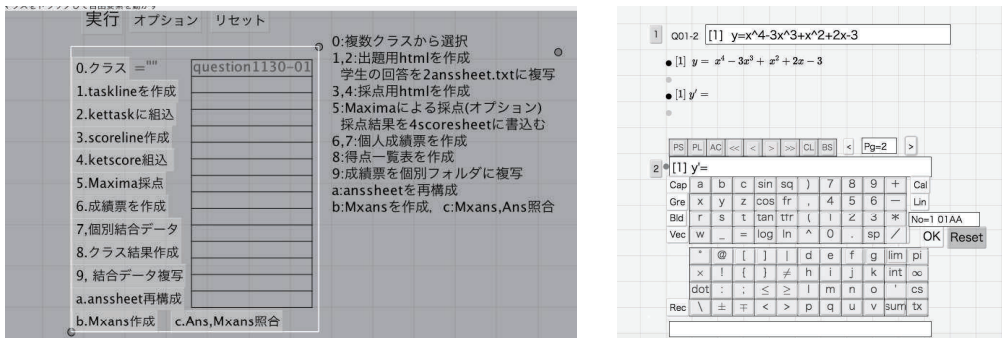 実行 オプション リセット
0.クラス ="" question1130-01
1.tasklineを作成
2.kettaskに組込
3.scoreline作成
4.ketscore組込
5.Maxima採点
6.成績票を作成
7,個別結合データ
8.クラス結果作成
9, 結合データ複写
a.anssheet再構成
b.Mxans作成 c.Ans,Mxans照合
0:複数クラスから選択
1,2:出題用htmlを作成
学生の回答を2anssheet.txtに複写
3,4:採点用htmlを作成
5:Maximaによる採点(オプション)
採点結果を4scoresheetに書込む
6,7:個人成績票を作成
8:得点一覧表を作成
9:成績票を個別フォルダに複写
a:anssheetを再構成
b:Mxansを作成, c:Mxans,Ans照合
1 Q01-2 [1] y=x^4-3x^3+x^2+2x-3
[1] y = x⁴ − 3x³ + x² + 2x − 3
[1] y′ =
PS PL AC << < > >> CL BS < Pg=2 >
2 [1] y'=
Cap a b c sin sq ) 7 8 9 + Cal
Gre x y z cos fr , 4 5 6 − Lin
Bld r s t tan tfr ( 1 2 3 * No=1 01AA
Vec w _ = log ln ^ 0 . sp / OK Reset
" @ [ ] | d e f g lim pi
× ! { } ≠ h i j k int ∞
dot : ; ≤ ≥ l m n o ' cs
Rec \ ± ∓ < > p q u v sum tx